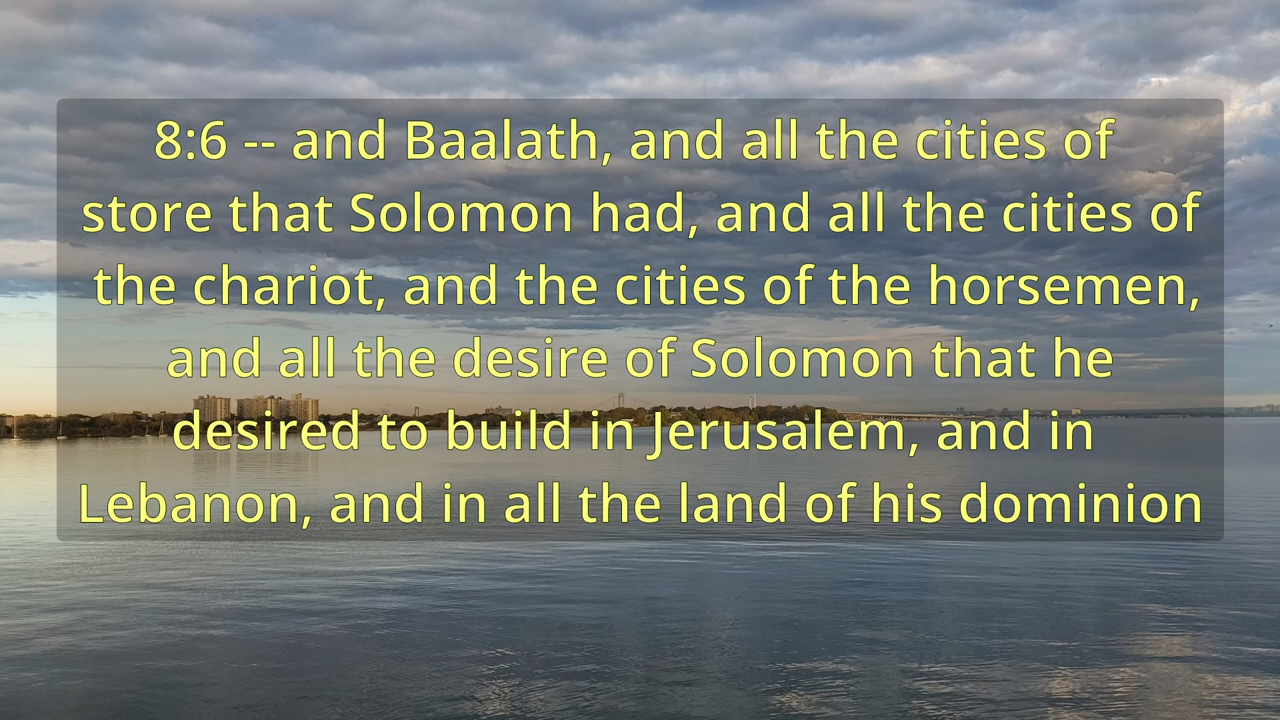 8:6 -- and Baalath, and all the cities of
store that Solomon had, and all the cities of
the chariot, and the cities of the horsemen,
and all the desire of Solomon that he
desired to build in Jerusalem, and in
Lebanon, and in all the land of his dominion